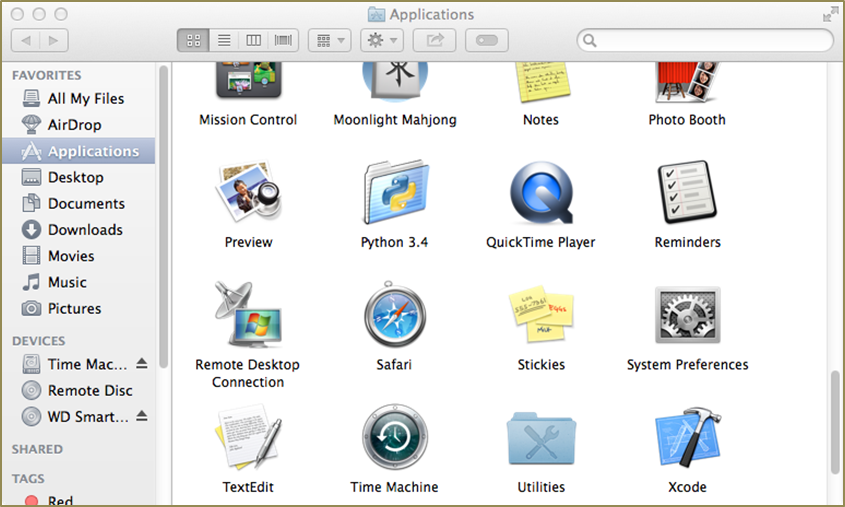 Applications
FAVORITES
All My Files
AirDrop
Applications
Desktop
Documents
Downloads
Movies
Music
Pictures
DEVICES
Time Mac...
Remote Disc
WD Smart...
SHARED
TAGS
Red
Mission Control
Moonlight Mahjong
Notes
Photo Booth
Preview
Python 3.4
QuickTime Player
Reminders
Remote Desktop
Connection
Safari
Stickies
System Preferences
TextEdit
Time Machine
Utilities
Xcode